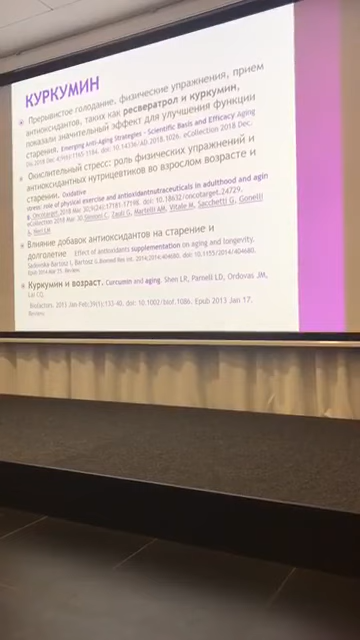 КУРКУМИН
Прерывистое голодание, физические упражнения, прием
антиоксидантов, таких как ресвератрол и куркумин,
показали значительный эффект для улучшения функции
старения. Emerging Anti-Aging Strategies - Scientific Basis and Efficacy Aging
Dis 2018 Dec 4;9(6):1165-1184. doi: 10.14336/AD.2018.1026. eCollection 2018 Dec.
Окислительный стресс: роль физических упражнений и
антиоксидантных нутрицевтиков во взрослом возрасте и
старении. Oxidative
stress: role of physical exercise and antioxidant nutraceuticals in adulthood and agin
g. Oncotarget. 2018 Mar 30;9(24):17181-17198. doi: 10.18632/oncotarget.24729.
eCollection 2018 Mar 30. Simioni C, Zauli G, Martelli AM, Vitale M, Sacchetti G, Gonelli
A, Neri LM
Влияние добавок антиоксидантов на старение и
долголетие Effect of antioxidants supplementation on aging and longevity.
Sadowska-Bartosz I, Bartosz G Biomed Res Int. 2014;2014:404680. doi: 10.1155/2014/404680.
Epub 2014 Mar 25. Review.
Куркумин и возраст. Curcumin and aging. Shen LR, Parnell LD, Ordovas JM,
Lai CQ.
Biofactors. 2013 Jan-Feb;39(1):133-40. doi: 10.1002/biof.1086. Epub 2013 Jan 17.
Review.